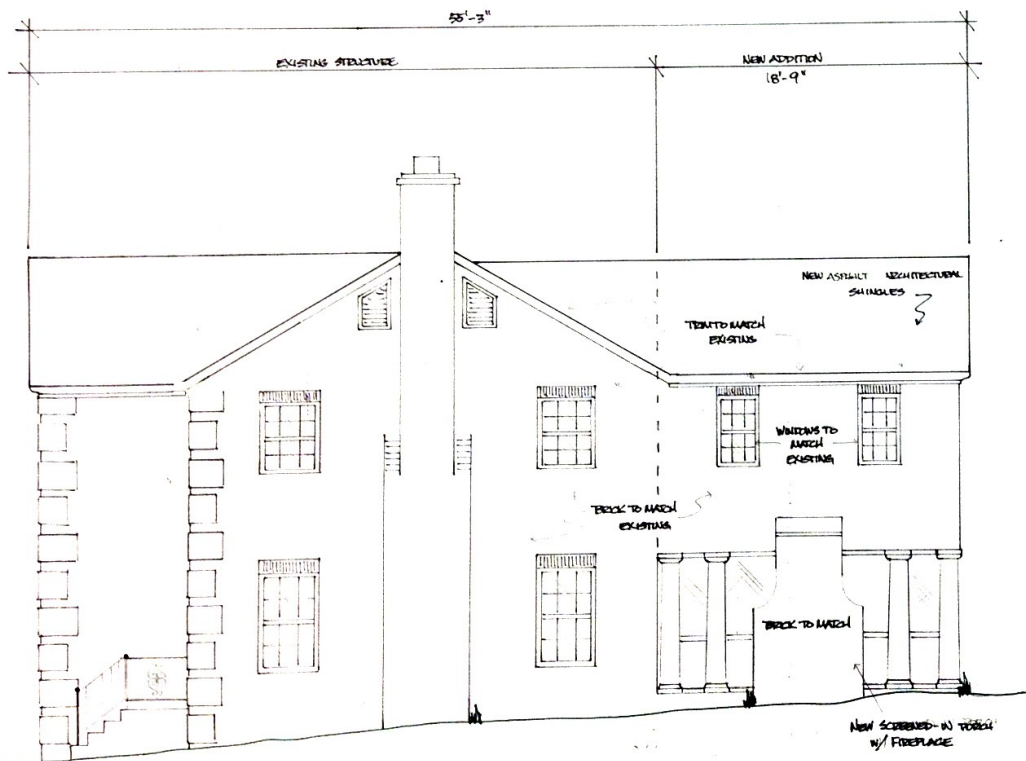 55'-3"
EXISTING STRUCTURE
NEW ADDITION
18'-9"
NEW ASPHALT ARCHITECTURAL
SHINGLES
TRIM TO MATCH
EXISTING
WINDOWS TO
MATCH
EXISTING
BRICK TO MATCH
EXISTING
BRICK TO MATCH
NEW SCREENED-IN PORCH
W/ FIREPLACE